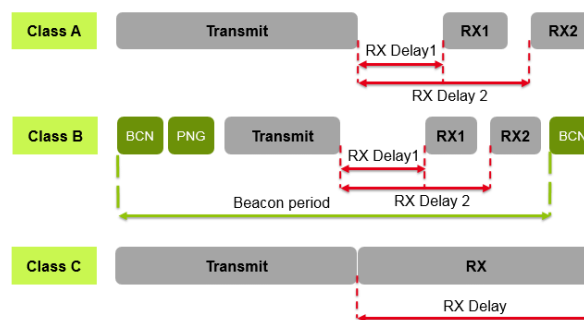 Class A Transmit RX1 RX2
RX Delay1
RX Delay 2
Class B BCN PNG Transmit RX1 RX2 BCN
RX Delay1
Beacon period RX Delay 2
Class C Transmit RX
RX Delay